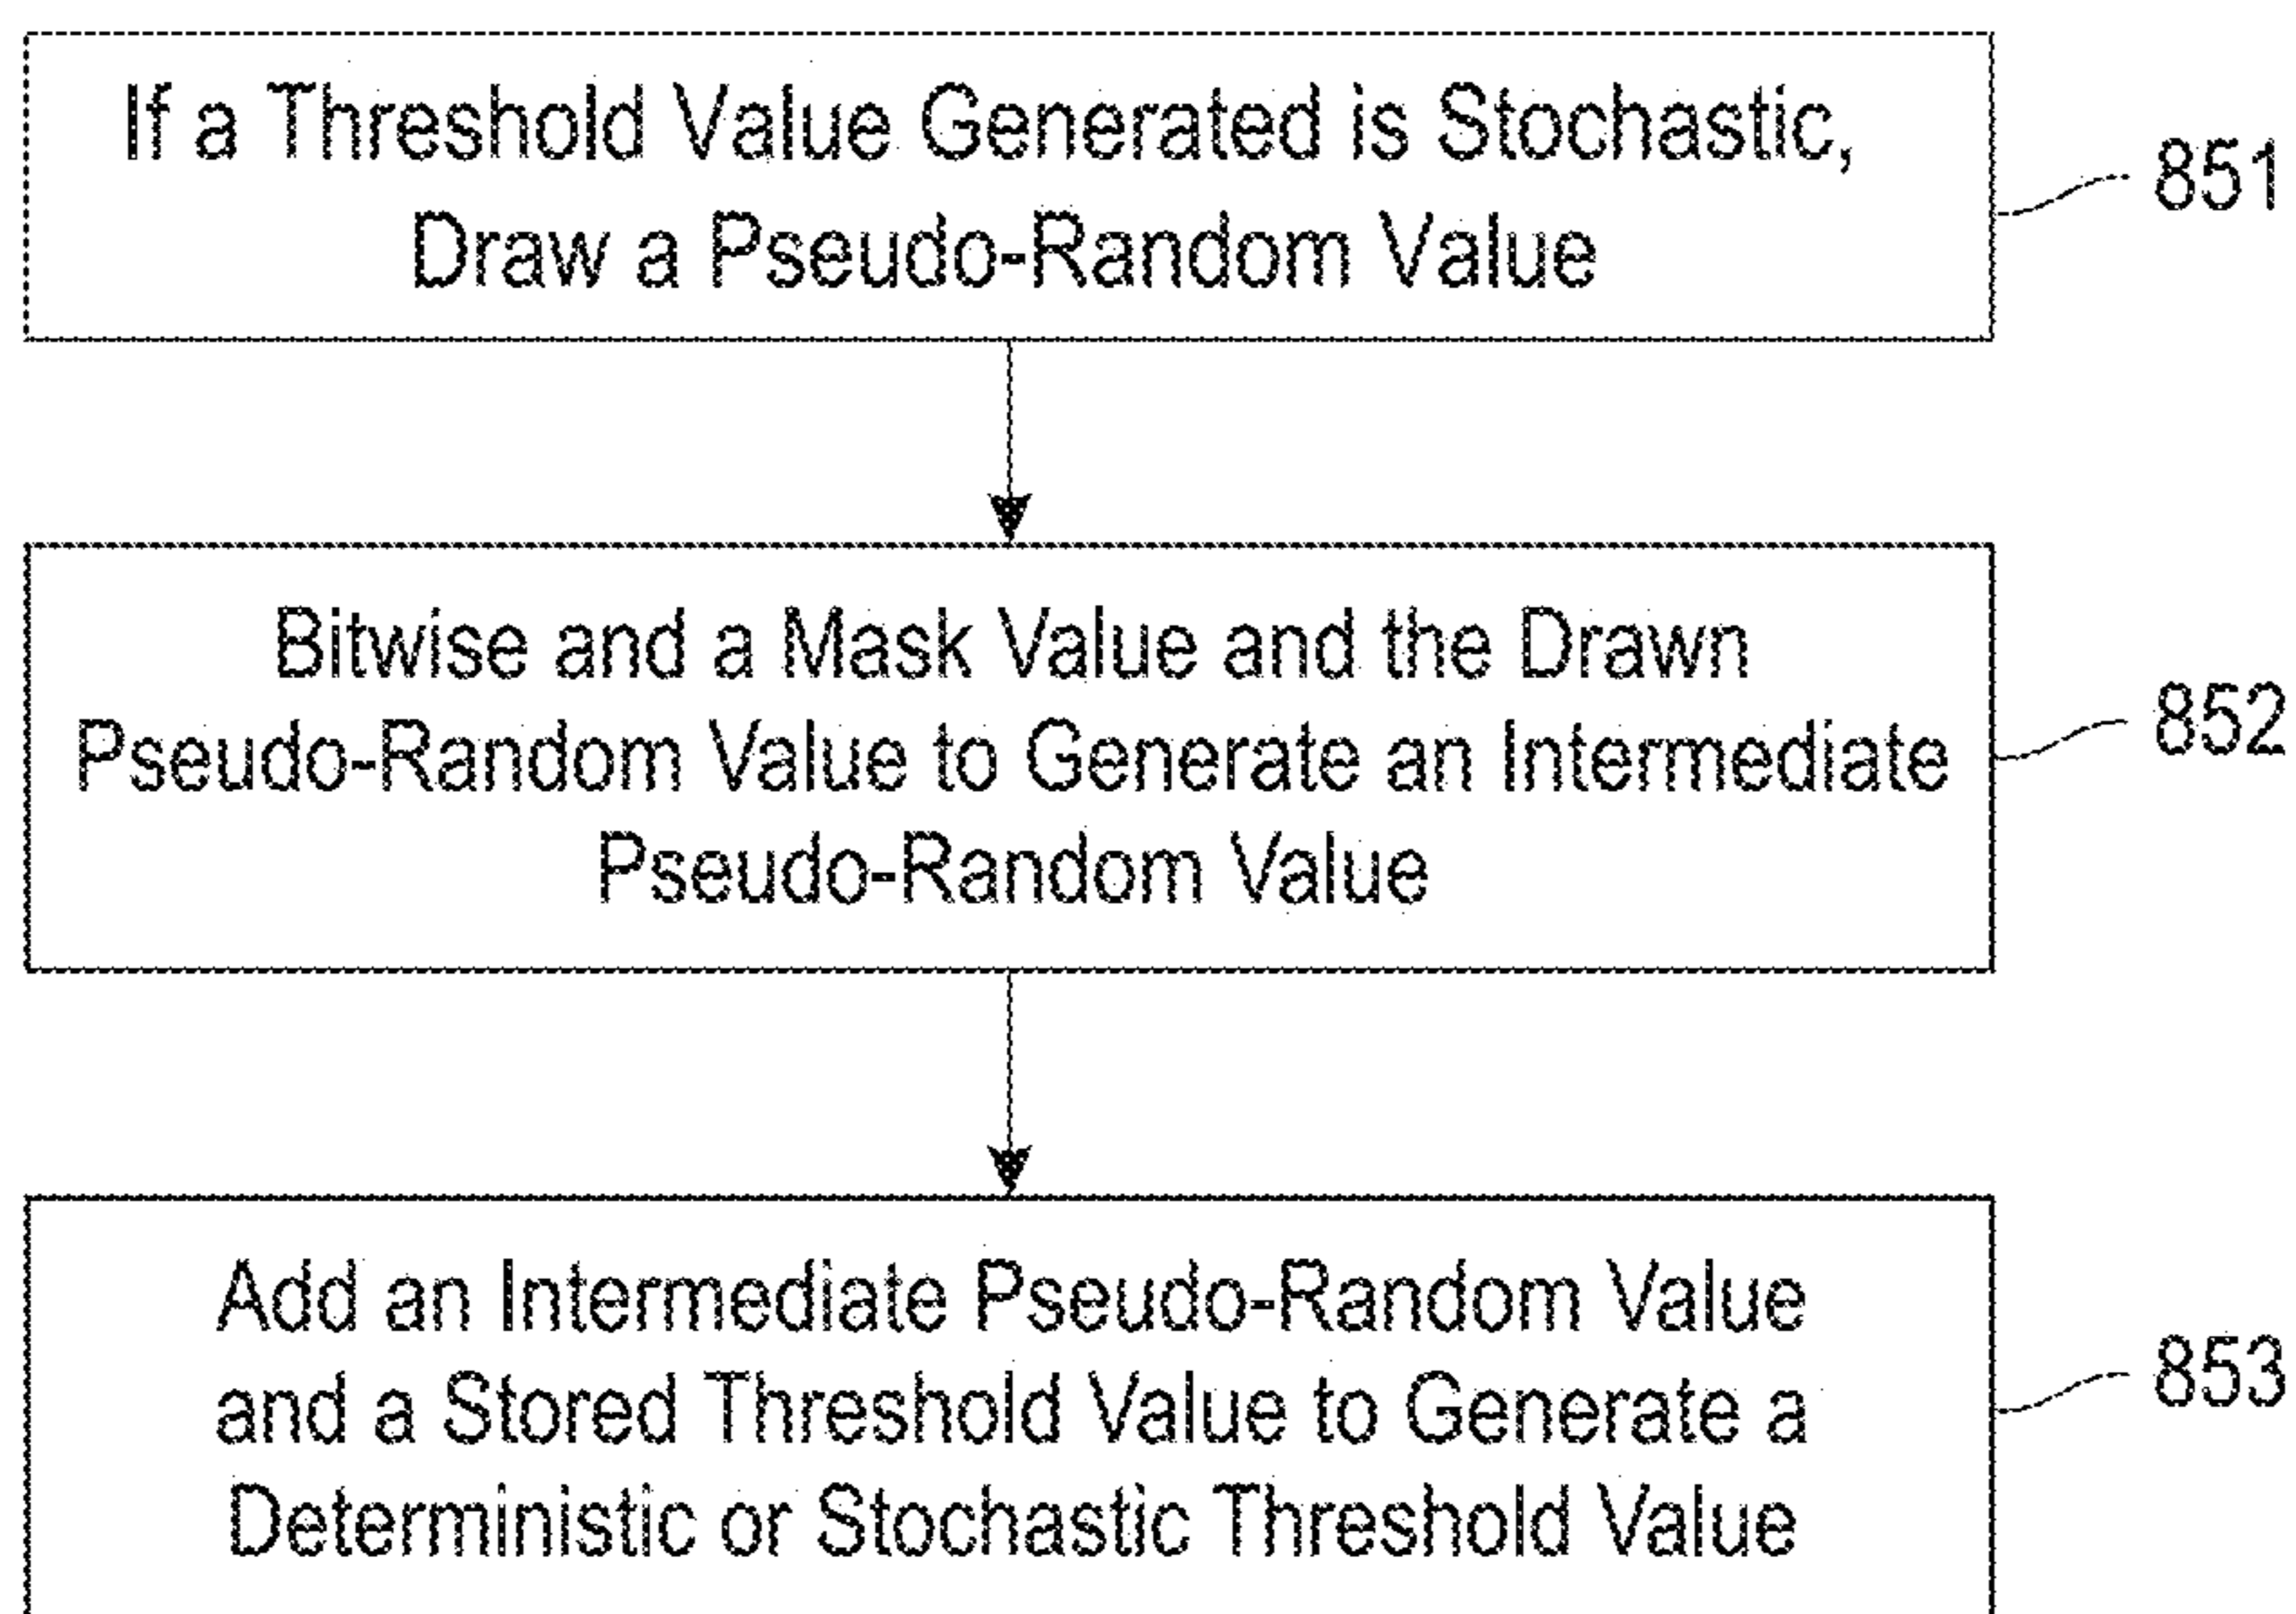 If a Threshold Value Generated is Stochastic,
Draw a Pseudo-Random Value
851
Bitwise and a Mask Value and the Drawn
Pseudo-Random Value to Generate an Intermediate
Pseudo-Random Value
852
Add an Intermediate Pseudo-Random Value
and a Stored Threshold Value to Generate a
Deterministic or Stochastic Threshold Value
853